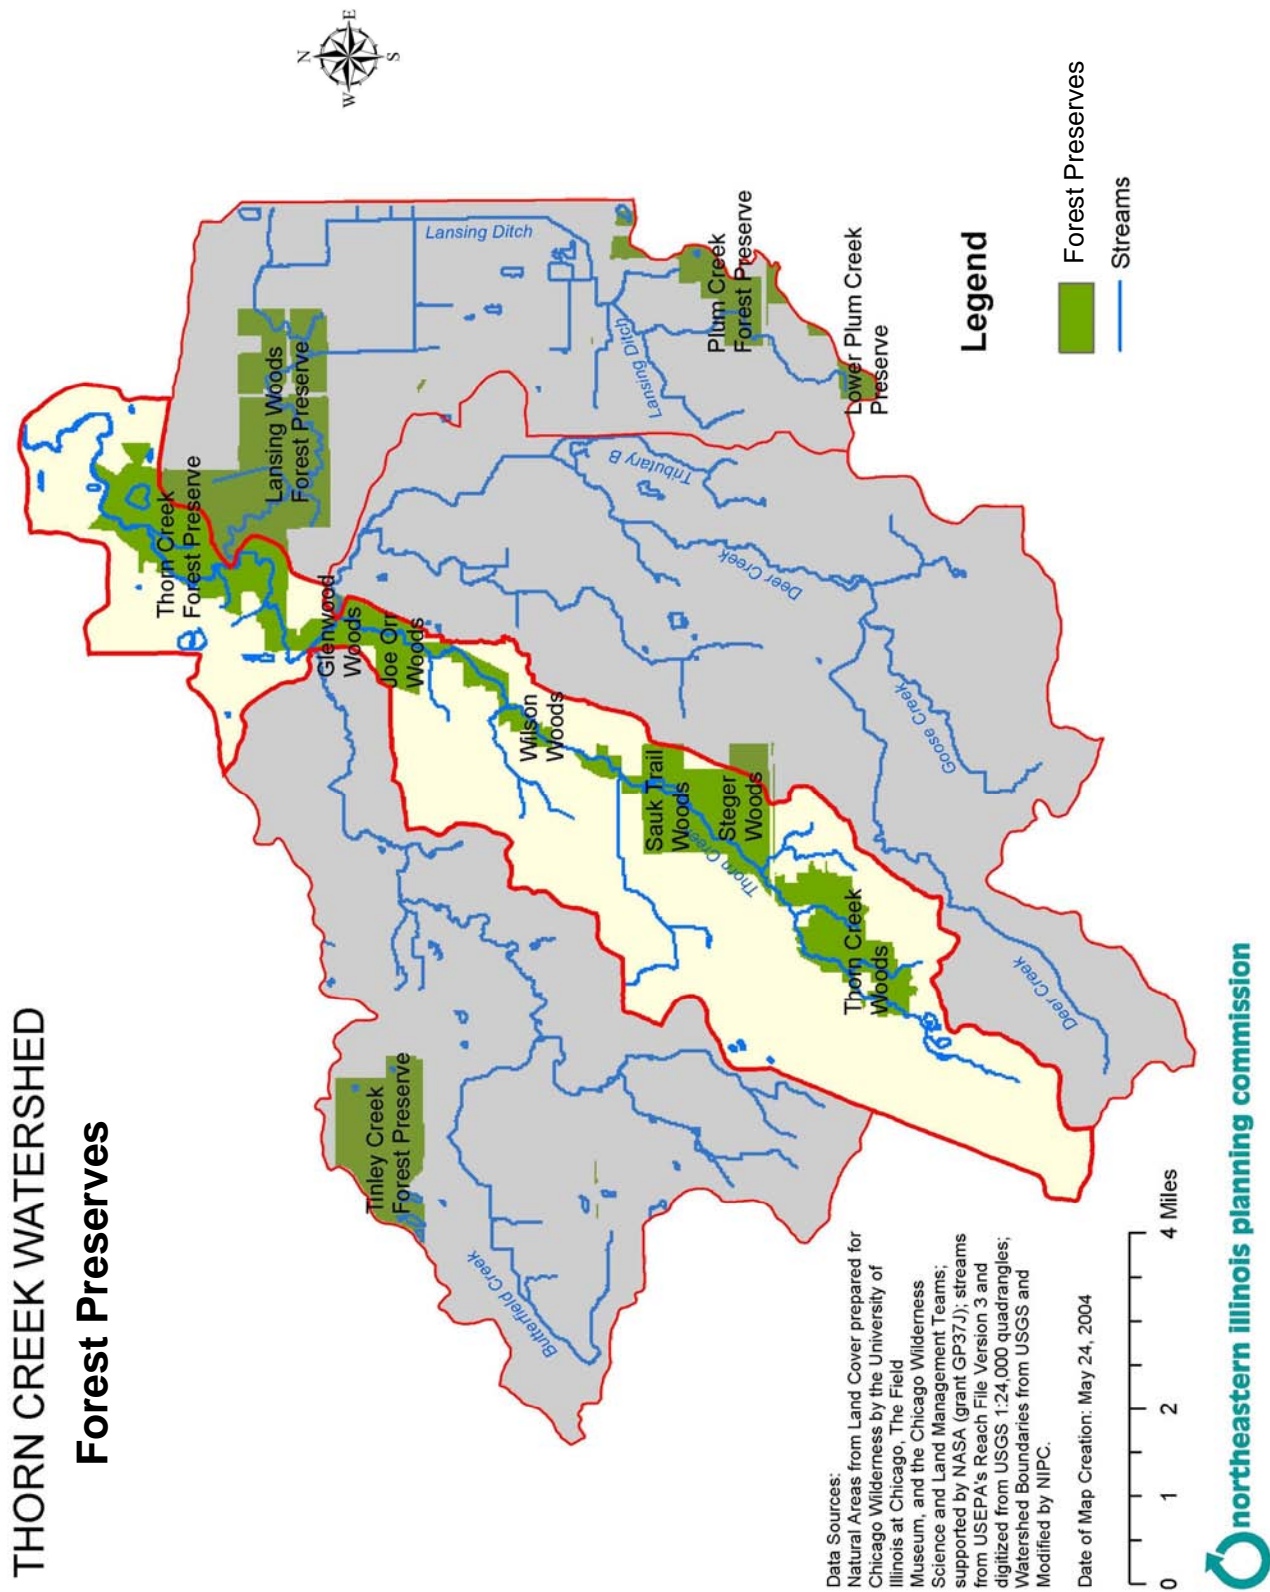 THORN CREEK WATERSHED
Forest Preserves
N
E
S
W
Thorn Creek
Forest Preserve
Lansing Woods
Forest Preserve
Lansing Ditch
Glenwood
Woods
Joe Orr
Woods
Wilson
Woods
Sauk Trail
Woods
Steger
Woods
Thorn Creek
Thorn Creek
Woods
Tinley Creek
Forest Preserve
Butterfield Creek
Tributary B
Deer Creek
Goose Creek
Deer Creek
Lansing Ditch
Plum Creek
Forest Preserve
Lower Plum Creek
Preserve
Legend
Forest Preserves
Streams
Data Sources:
Natural Areas from Land Cover prepared for
Chicago Wilderness by the University of
Illinois at Chicago, The Field
Museum, and the Chicago Wilderness
Science and Land Management Teams;
supported by NASA (grant GP37J); streams
from USEPA's Reach File Version 3 and
digitized from USGS 1:24,000 quadrangles;
Watershed Boundaries from USGS and
Modified by NIPC.
Date of Map Creation: May 24, 2004
0 1 2 4 Miles
northeastern illinois planning commission